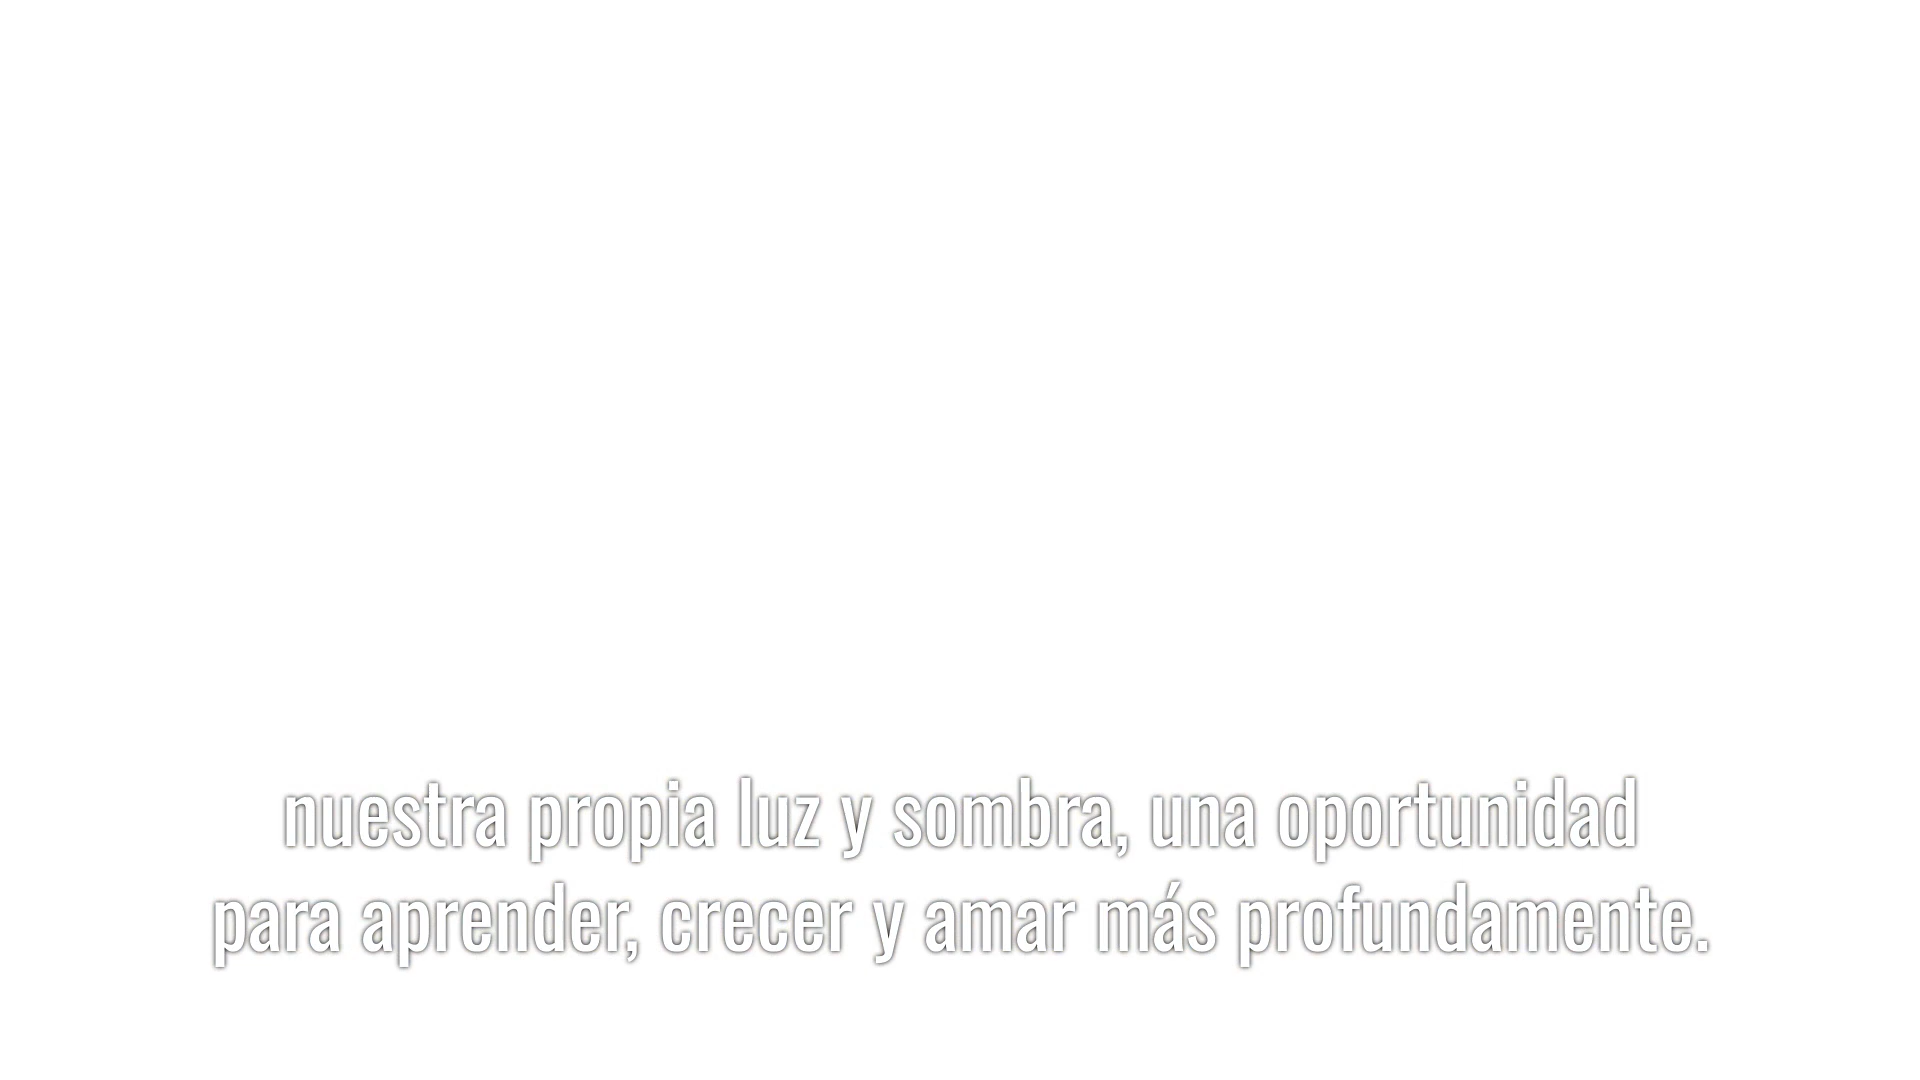 nuestra propia luz y sombra, una oportunidad
para aprender, crecer y amar más profundamente.